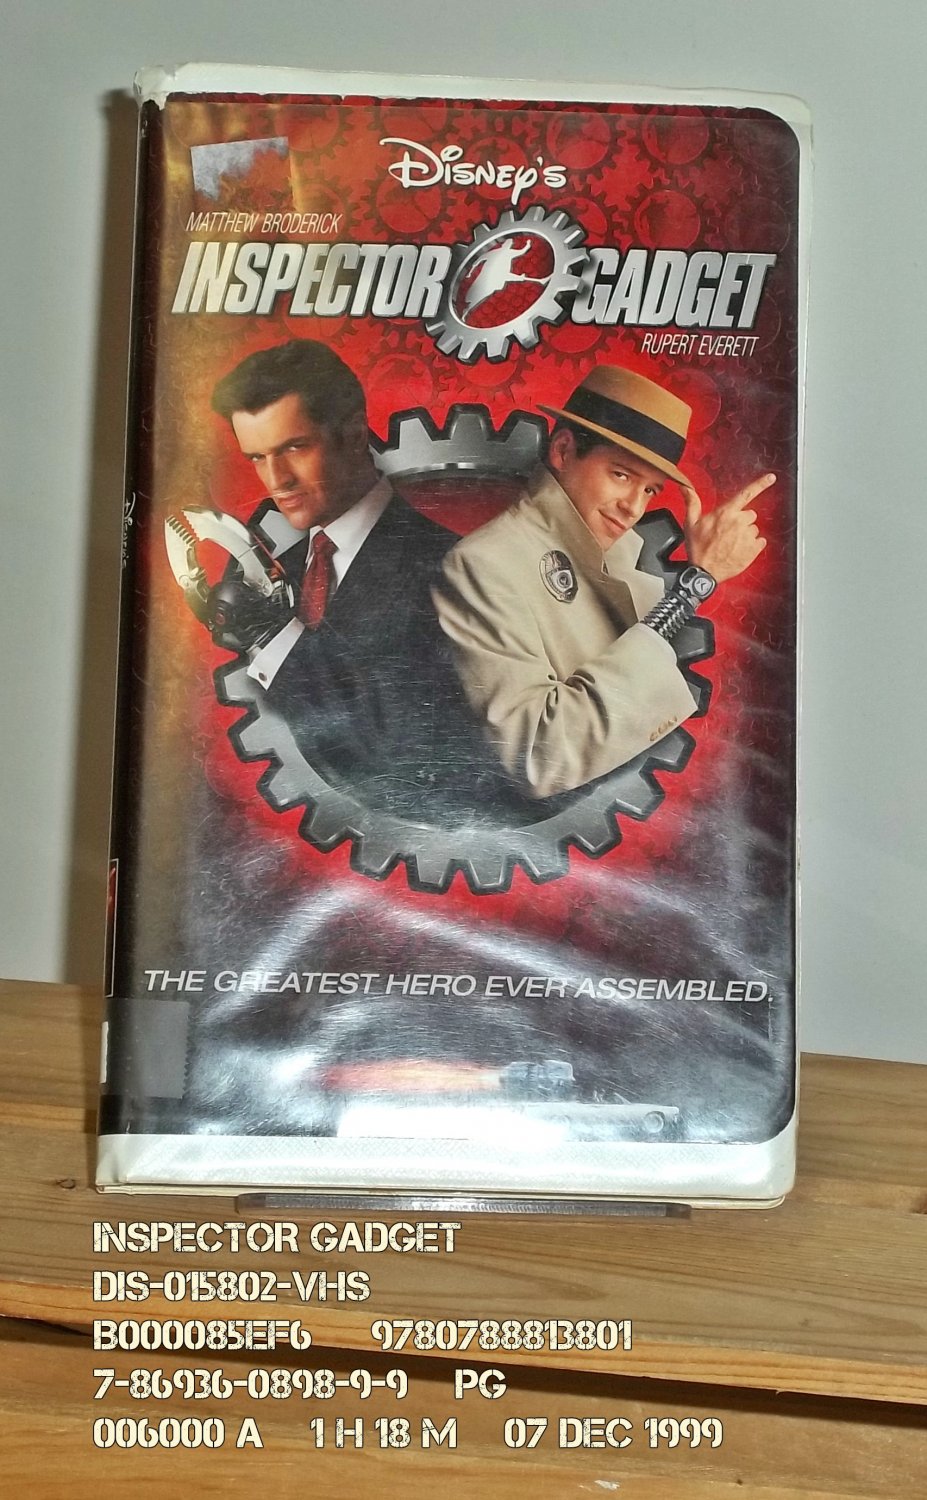 Disney's
MATTHEW BRODERICK
INSPECTOR GADGET
RUPERT EVERETT
Disney's
THE GREATEST HERO EVER ASSEMBLED.
INSPECTOR GADGET
DIS-015802-VHS
B000085EF6 9780788813801
7-86936-0898-9-9 PG
006000 A 1 H 18 M 07 DEC 1999